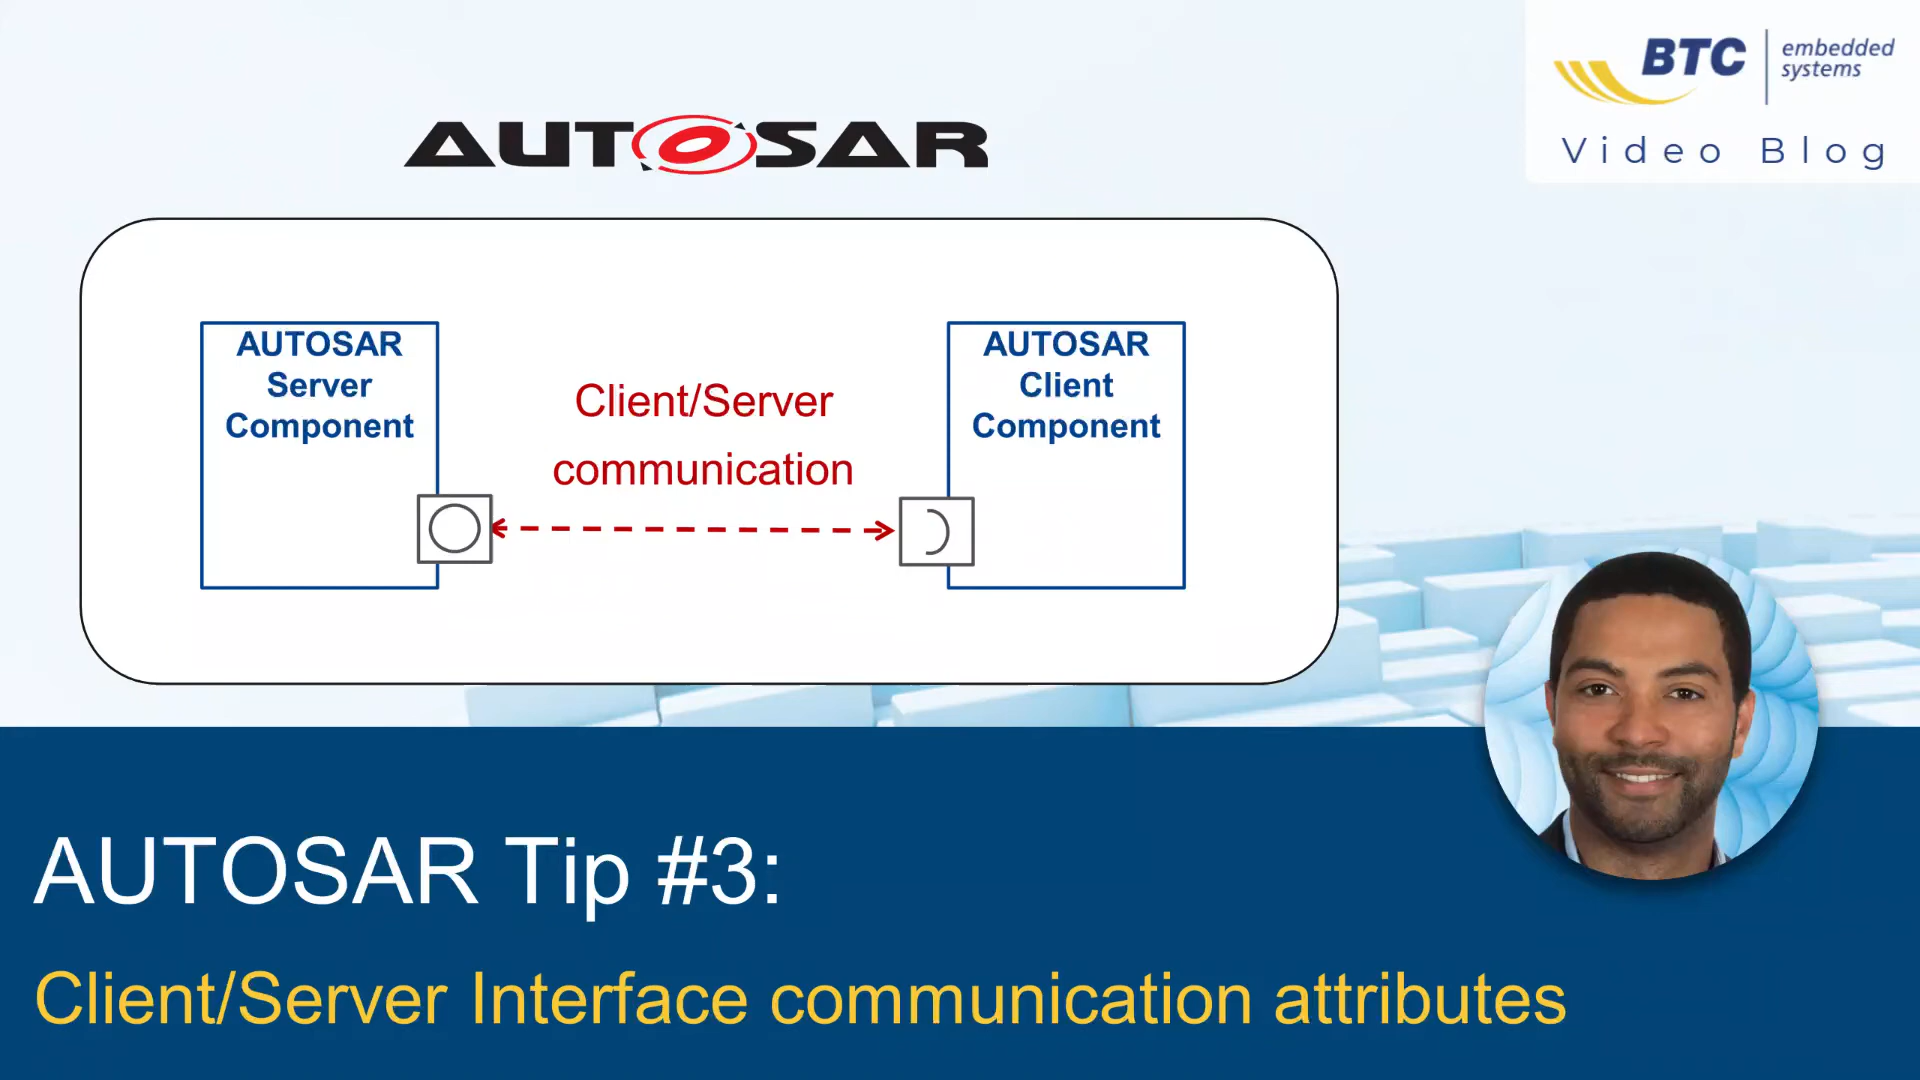 BTC embedded
systems
Video Blog
AUTOSAR
AUTOSAR
Server
Component
Client/Server
communication
AUTOSAR
Client
Component
AUTOSAR Tip #3:
Client/Server Interface communication attributes